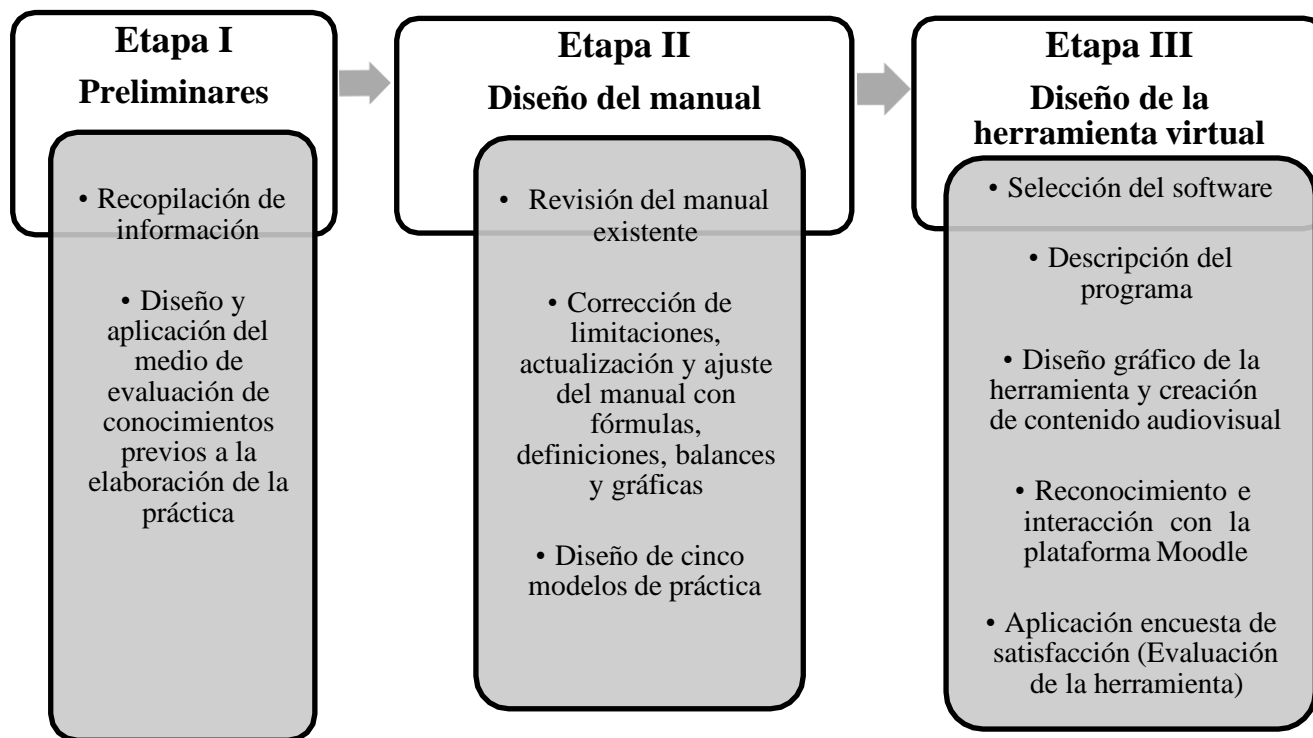 Etapa I
Preliminares
• Recopilación de
información
• Diseño y
aplicación del
medio de
evaluación de
conocimientos
previos a la
elaboración de la
práctica
Etapa II
Diseño del manual
• Revisión del manual
existente
• Corrección de
limitaciones,
actualización y ajuste
del manual con
fórmulas,
definiciones, balances
y gráficas
• Diseño de cinco
modelos de práctica
Etapa III
Diseño de la
herramienta virtual
• Selección del software
• Descripción del
programa
• Diseño gráfico de la
herramienta y creación
de contenido audiovisual
• Reconocimiento e
interacción con la
plataforma Moodle
• Aplicación encuesta de
satisfacción (Evaluación
de la herramienta)